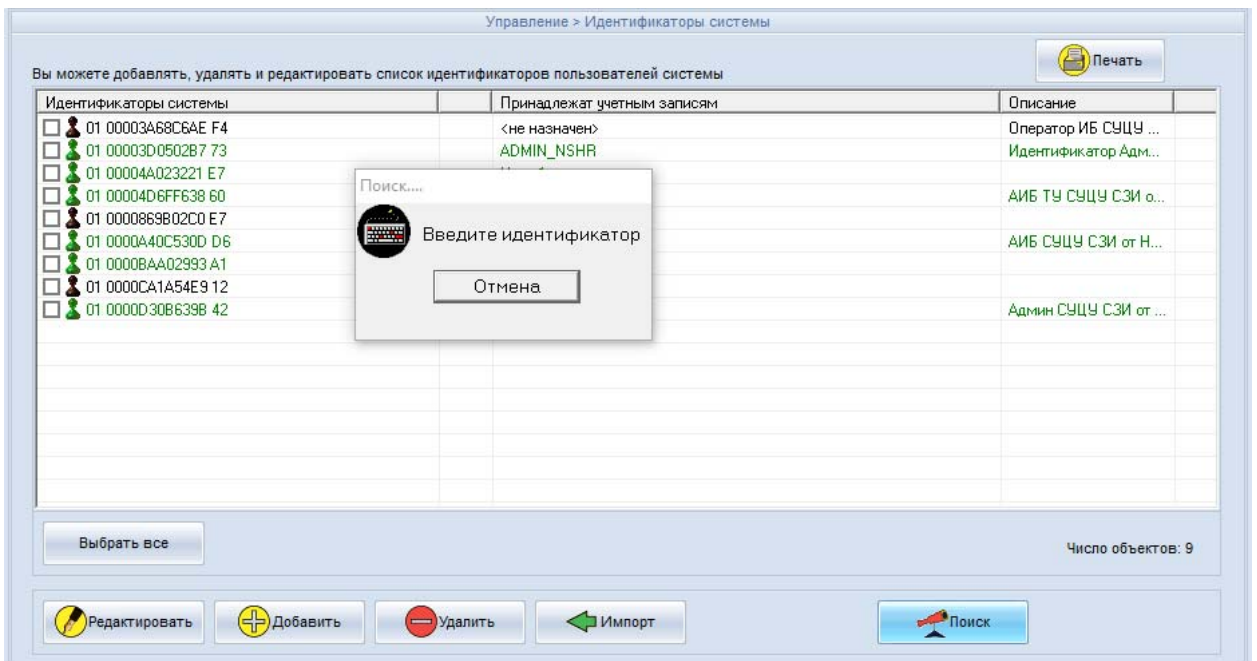 Управление > Идентификаторы системы
Печать
Вы можете добавлять, удалять и редактировать список идентификаторов пользователей системы
Идентификаторы системы Принадлежат учетным записям Описание
01 00003A68C6AE F4 <не назначен> Оператор ИБ СУЦУ ...
01 00003D0502B7 73 ADMIN_NSHR Идентификатор Адм...
01 00004A023221 E7
01 00004D6FF638 60 АИБ ТУ СУЦУ СЗИ о...
01 0000869B02C0 E7
01 0000A40C530D D6 АИБ СУЦУ СЗИ от Н...
01 0000BAA02993 A1
01 0000CA1A54E9 12
01 0000D30B639B 42 Админ СУЦУ СЗИ от ...
Поиск....
Введите идентификатор
Отмена
Выбрать все
Число объектов: 9
Редактировать Добавить Удалить Импорт Поиск